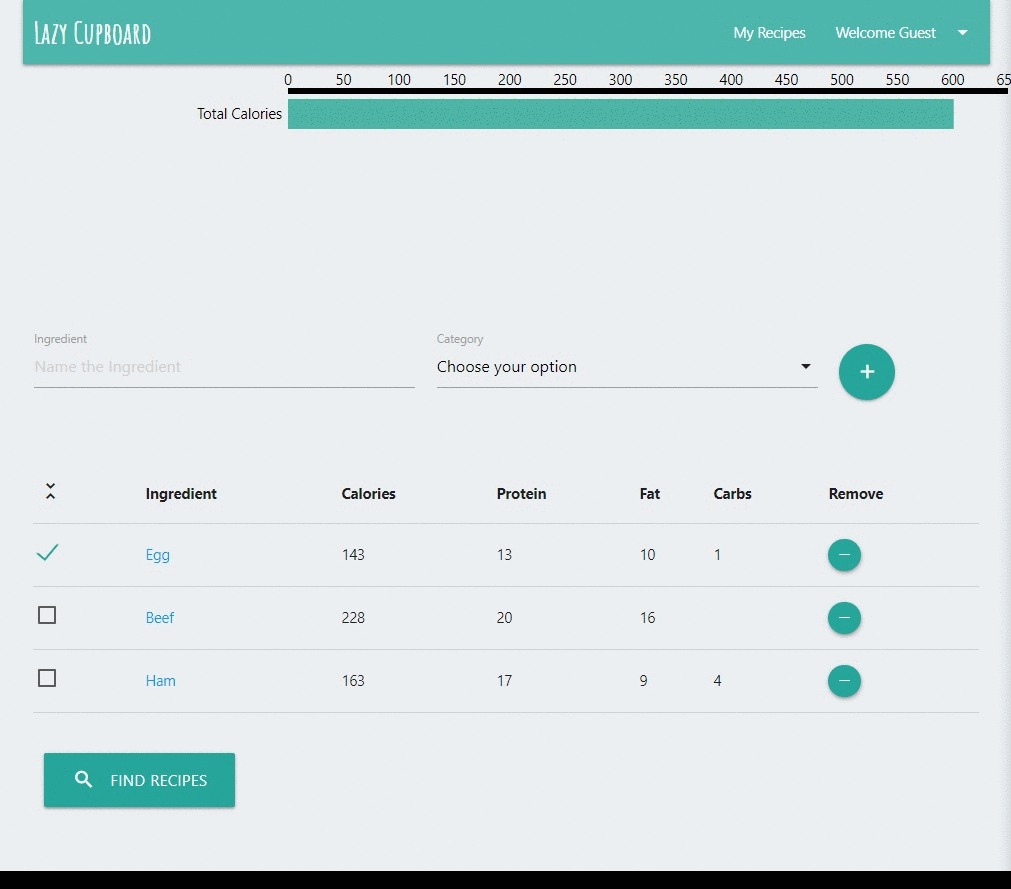 Lazy Cupboard My Recipes Welcome Guest
0 50 100 150 200 250 300 350 400 450 500 550 600 65
Total Calories
Ingredient Category
Name the Ingredient Choose your option
Ingredient Calories Protein Fat Carbs Remove
Egg 143 13 10 1
Beef 228 20 16
Ham 163 17 9 4
FIND RECIPES